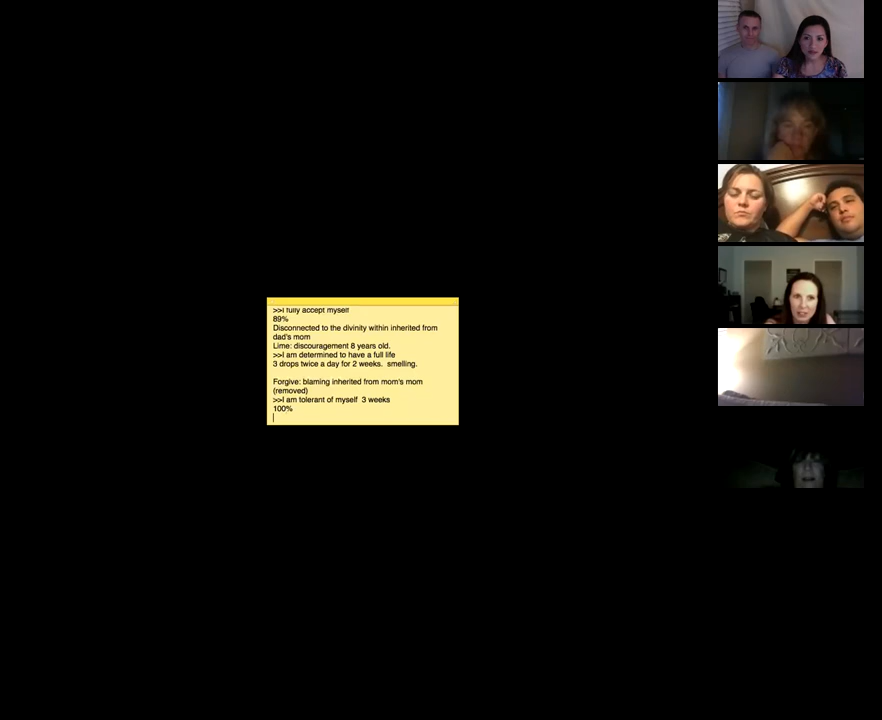 >>I fully accept myself
89%
Disconnected to the divinity within inherited from
dad's mom
Lime: discouragement 8 years old.
>>I am determined to have a full life
3 drops twice a day for 2 weeks.  smelling.

Forgive: blaming inherited from mom's mom
(removed)
>>I am tolerant of myself  3 weeks
100%